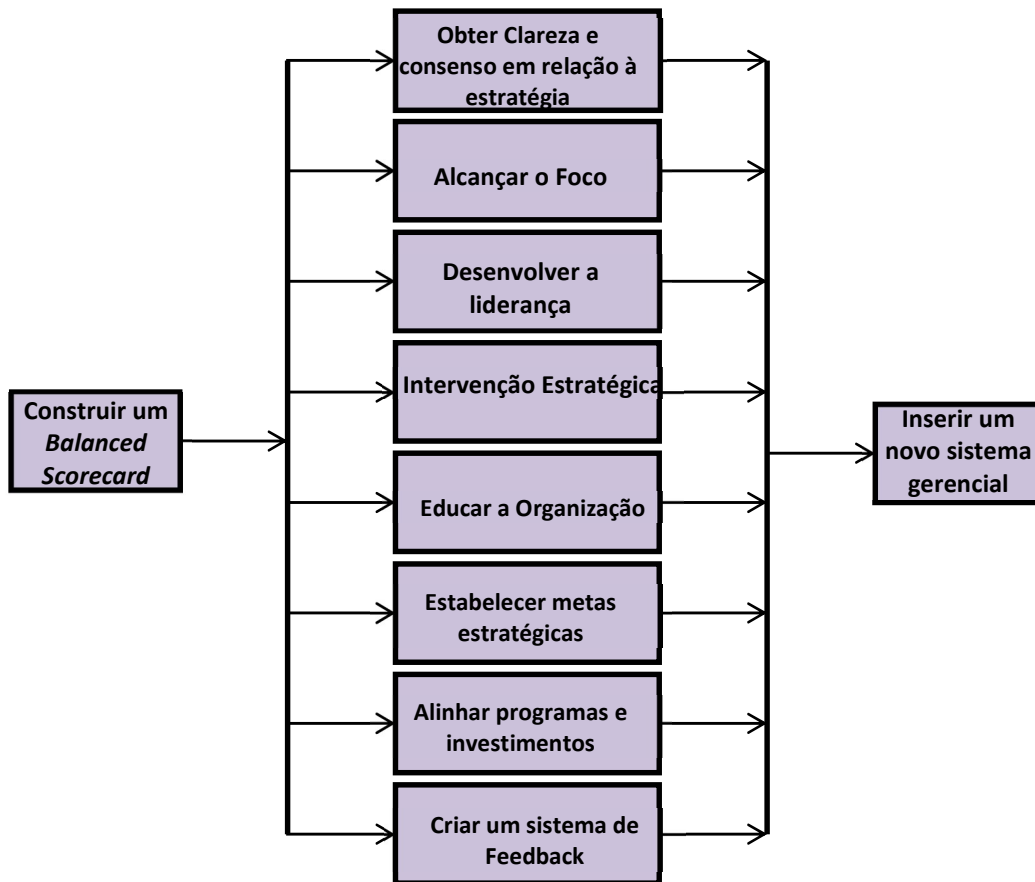 Obter Clareza e
consenso em relação à
estratégia
Alcançar o Foco
Desenvolver a
liderança
Intervenção Estratégica
Construir um
Balanced
Scorecard
Inserir um
novo sistema
gerencial
Educar a Organização
Estabelecer metas
estratégicas
Alinhar programas e
investimentos
Criar um sistema de
Feedback